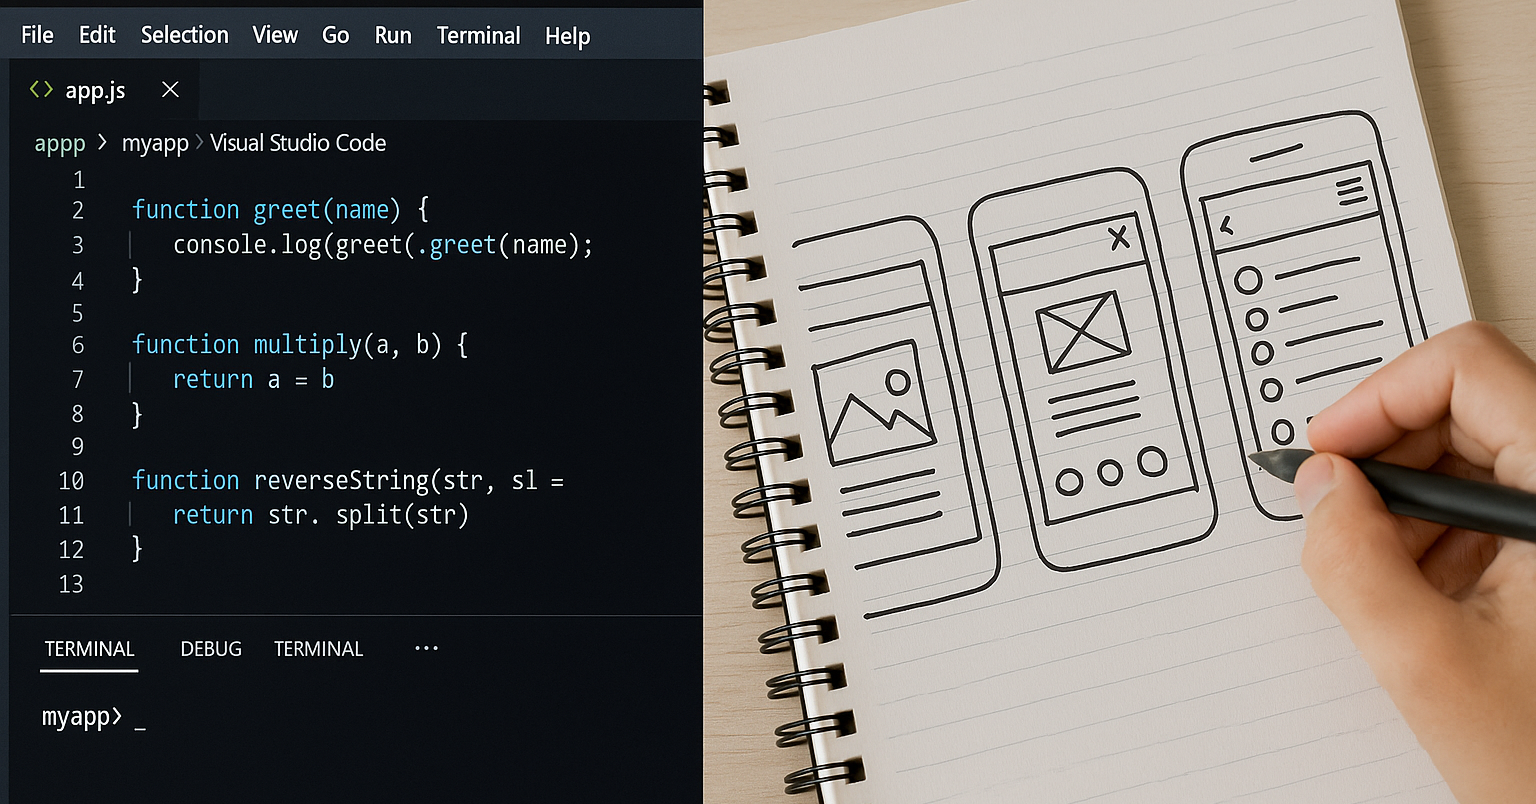 File Edit Selection View Go Run Terminal Help
<> app.js X
appp > myapp > Visual Studio Code
1
2 function greet(name) {
3 console.log(greet(.greet(name);
4 }
5
6 function multiply(a, b) {
7 return a = b
8 }
9
10 function reverseString(str, sl =
11 return str. split(str)
12 }
13
TERMINAL DEBUG TERMINAL ...
myapp> _